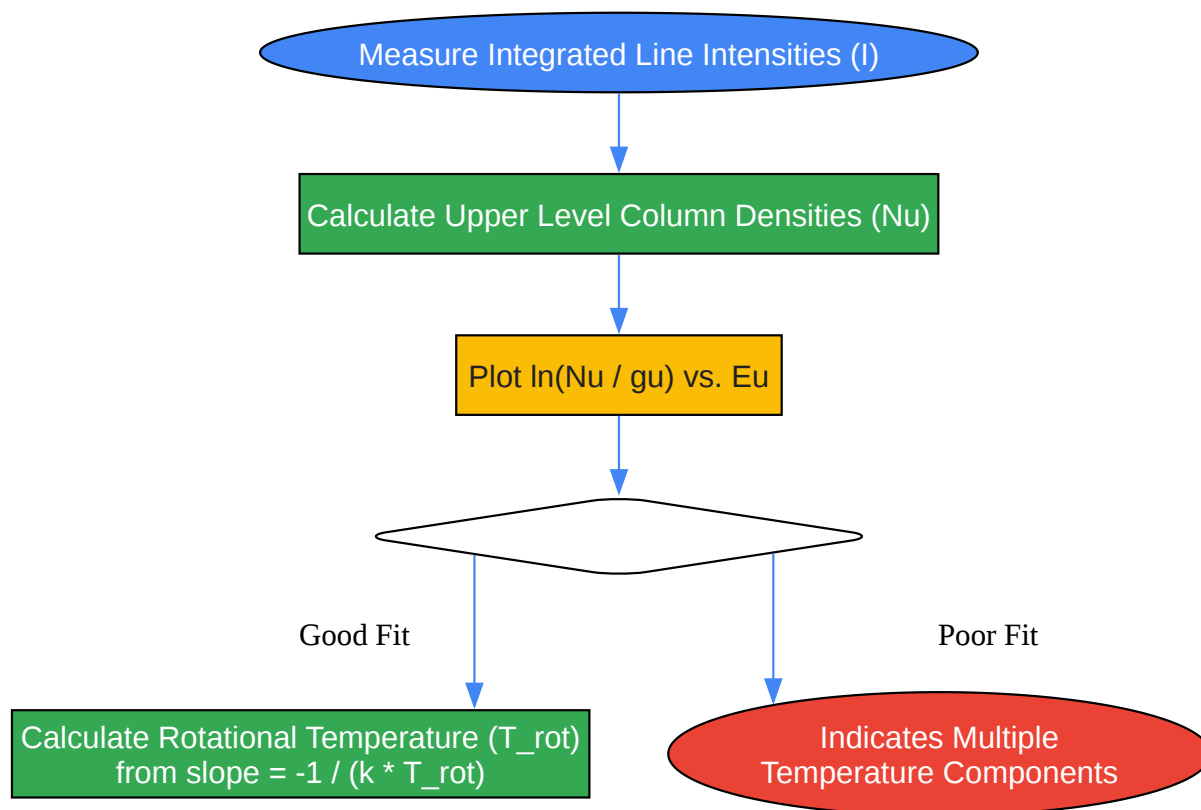 Measure Integrated Line Intensities (I)
Calculate Upper Level Column Densities (Nu)
Plot ln(Nu / gu) vs. Eu
Good Fit
Poor Fit
Calculate Rotational Temperature (T_rot)
from slope = -1 / (k * T_rot)
Indicates Multiple
Temperature Components